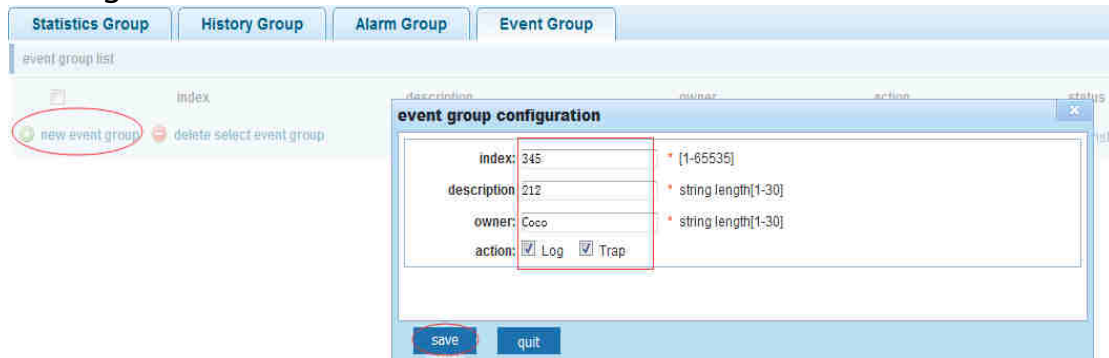 Statistics Group History Group Alarm Group Event Group
event group list
index description owner action status
new event group delete select event group
event group configuration
index: 345 * [1-65535]
description 212 * string length[1-30]
owner: Coco * string length[1-30]
action: Log Trap
save quit